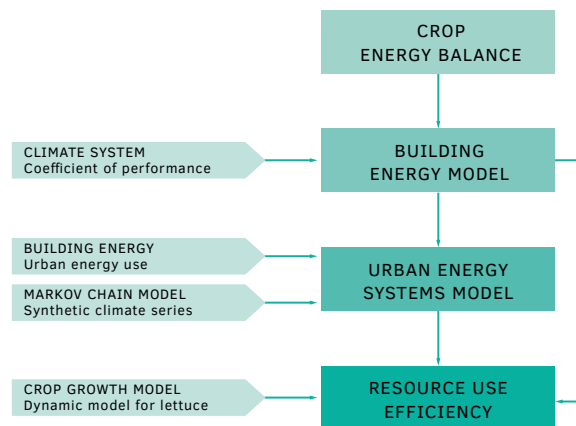 CROP
ENERGY BALANCE
CLIMATE SYSTEM
Coefficient of performance
BUILDING
ENERGY MODEL
BUILDING ENERGY
Urban energy use
MARKOV CHAIN MODEL
Synthetic climate series
URBAN ENERGY
SYSTEMS MODEL
CROP GROWTH MODEL
Dynamic model for lettuce
RESOURCE USE
EFFICIENCY